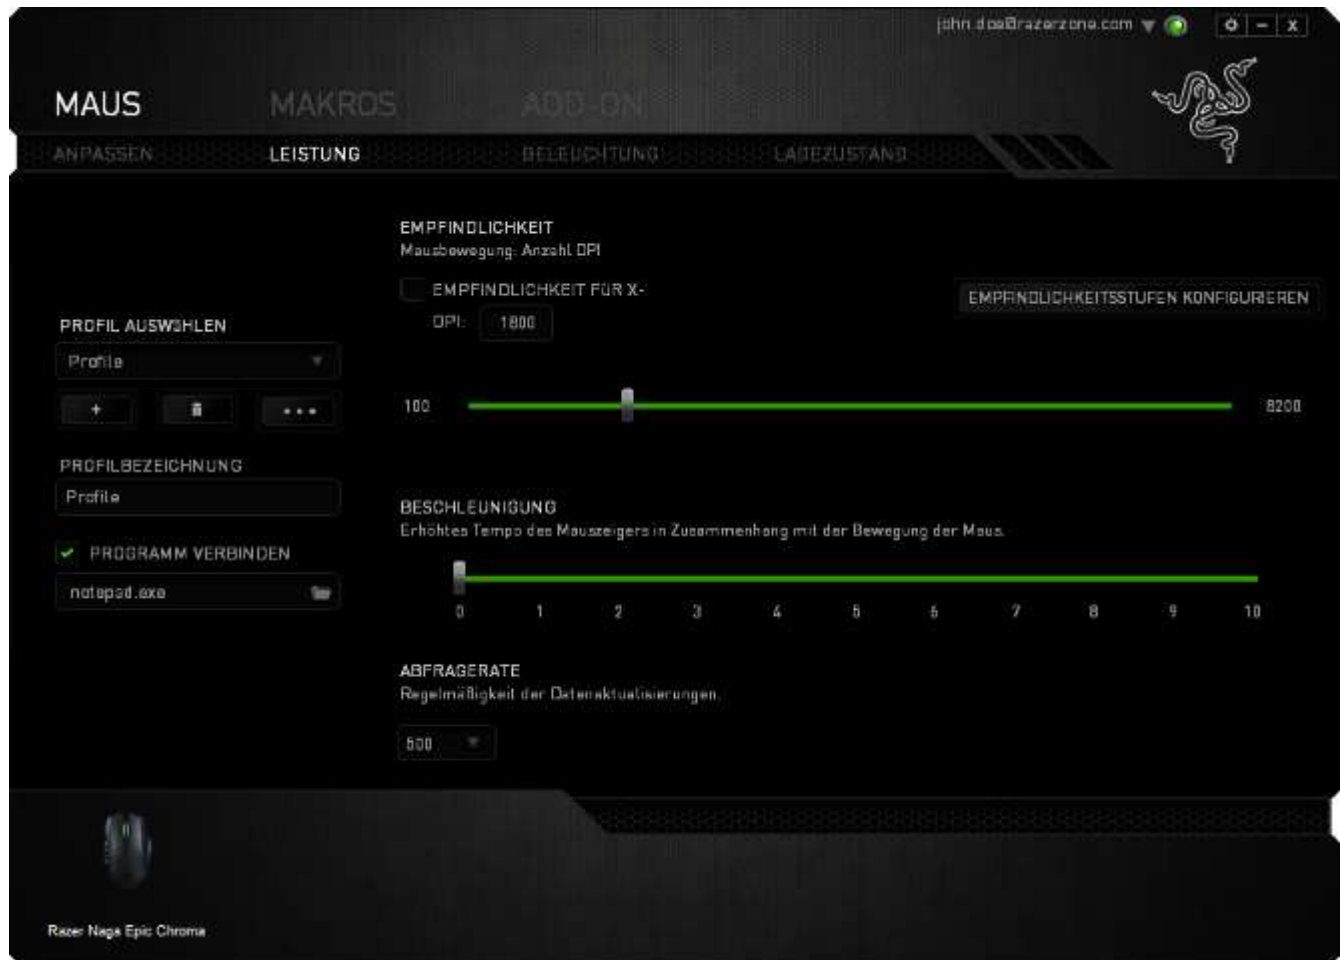 john.doe@razerzone.com
MAUS MAKROS ADD-ON
ANPASSEN LEISTUNG BELEUCHTUNG LADEZUSTAND
EMPFINDLICHKEIT
Mausbewegung: Anzahl DPI
EMPFINDLICHKEIT FüR X-
EMPFINDLICHKEITSSTUFEN KONFIGURIEREN
DPI: 1800
PROFIL AUSWäHLEN
Profile
100 8200
PROFILBEZEICHNUNG
Profile
BESCHLEUNIGUNG
Erhöhtes Tempo des Mauszeigers in Zusammenhang mit der Bewegung der Maus.
PROGRAMM VERBINDEN
notepad.exe
0 1 2 3 4 5 6 7 8 9 10
ABFRAGERATE
Regelmäßigkeit der Datenaktualisierungen.
500
Razer Naga Epic Chroma